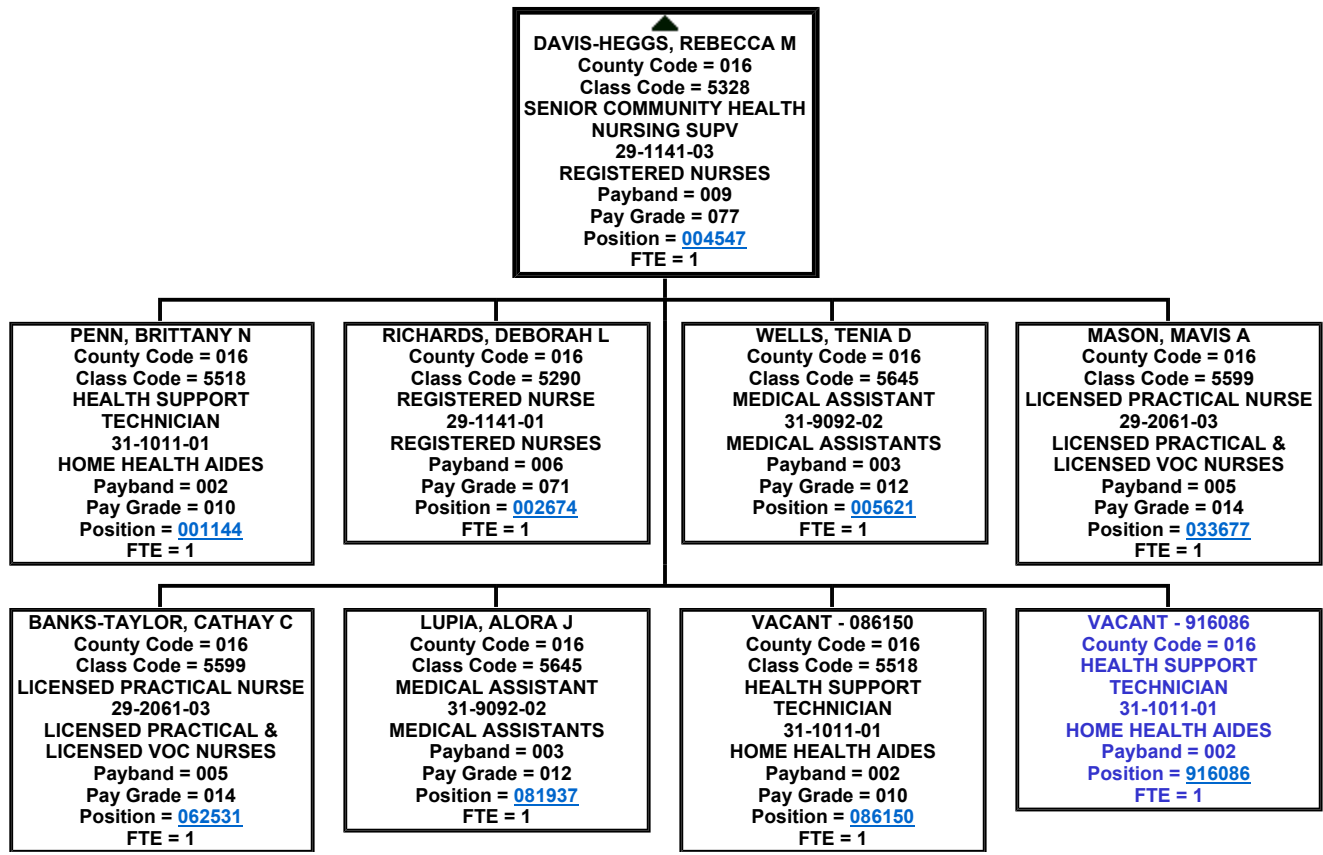 DAVIS-HEGGS, REBECCA M
County Code = 016
Class Code = 5328
SENIOR COMMUNITY HEALTH
NURSING SUPV
29-1141-03
REGISTERED NURSES
Payband = 009
Pay Grade = 077
Position = 004547
FTE = 1
PENN, BRITTANY N
County Code = 016
Class Code = 5518
HEALTH SUPPORT
TECHNICIAN
31-1011-01
HOME HEALTH AIDES
Payband = 002
Pay Grade = 010
Position = 001144
FTE = 1
RICHARDS, DEBORAH L
County Code = 016
Class Code = 5290
REGISTERED NURSE
29-1141-01
REGISTERED NURSES
Payband = 006
Pay Grade = 071
Position = 002674
FTE = 1
WELLS, TENIA D
County Code = 016
Class Code = 5645
MEDICAL ASSISTANT
31-9092-02
MEDICAL ASSISTANTS
Payband = 003
Pay Grade = 012
Position = 005621
FTE = 1
MASON, MAVIS A
County Code = 016
Class Code = 5599
LICENSED PRACTICAL NURSE
29-2061-03
LICENSED PRACTICAL &
LICENSED VOC NURSES
Payband = 005
Pay Grade = 014
Position = 033677
FTE = 1
BANKS-TAYLOR, CATHAY C
County Code = 016
Class Code = 5599
LICENSED PRACTICAL NURSE
29-2061-03
LICENSED PRACTICAL &
LICENSED VOC NURSES
Payband = 005
Pay Grade = 014
Position = 062531
FTE = 1
LUPIA, ALORA J
County Code = 016
Class Code = 5645
MEDICAL ASSISTANT
31-9092-02
MEDICAL ASSISTANTS
Payband = 003
Pay Grade = 012
Position = 081937
FTE = 1
VACANT - 086150
County Code = 016
Class Code = 5518
HEALTH SUPPORT
TECHNICIAN
31-1011-01
HOME HEALTH AIDES
Payband = 002
Pay Grade = 010
Position = 086150
FTE = 1
VACANT - 916086
County Code = 016
HEALTH SUPPORT
TECHNICIAN
31-1011-01
HOME HEALTH AIDES
Payband = 002
Position = 916086
FTE = 1